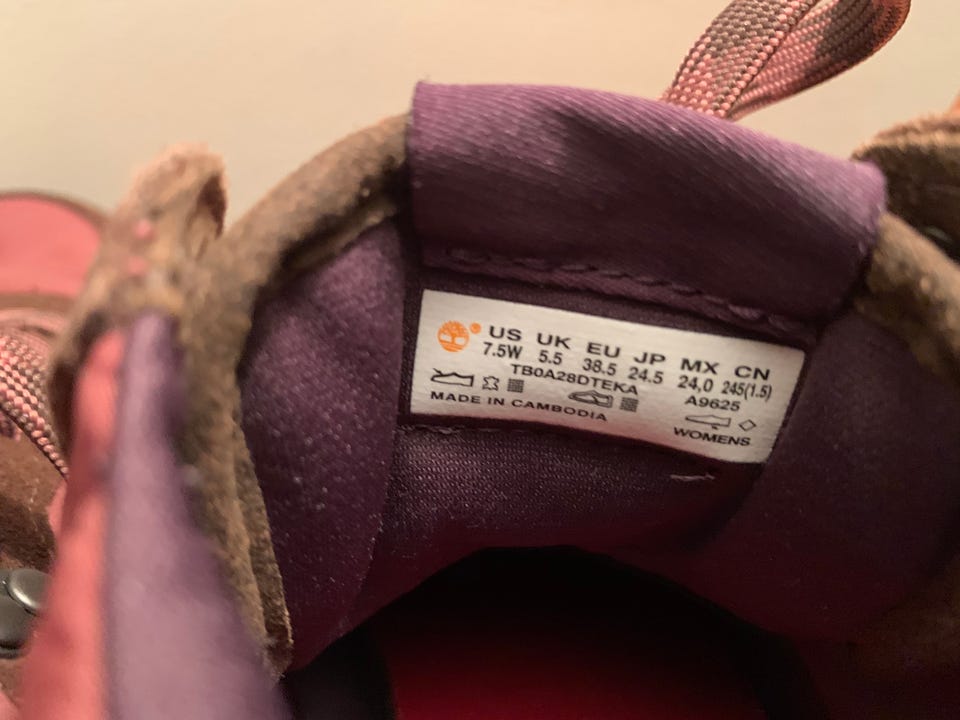 US UK EU JP MX CN
7.5W 5.5 38.5 24.5 24,0 245(1.5)
TB0A28DTEKA A9625
MADE IN CAMBODIA
WOMENS